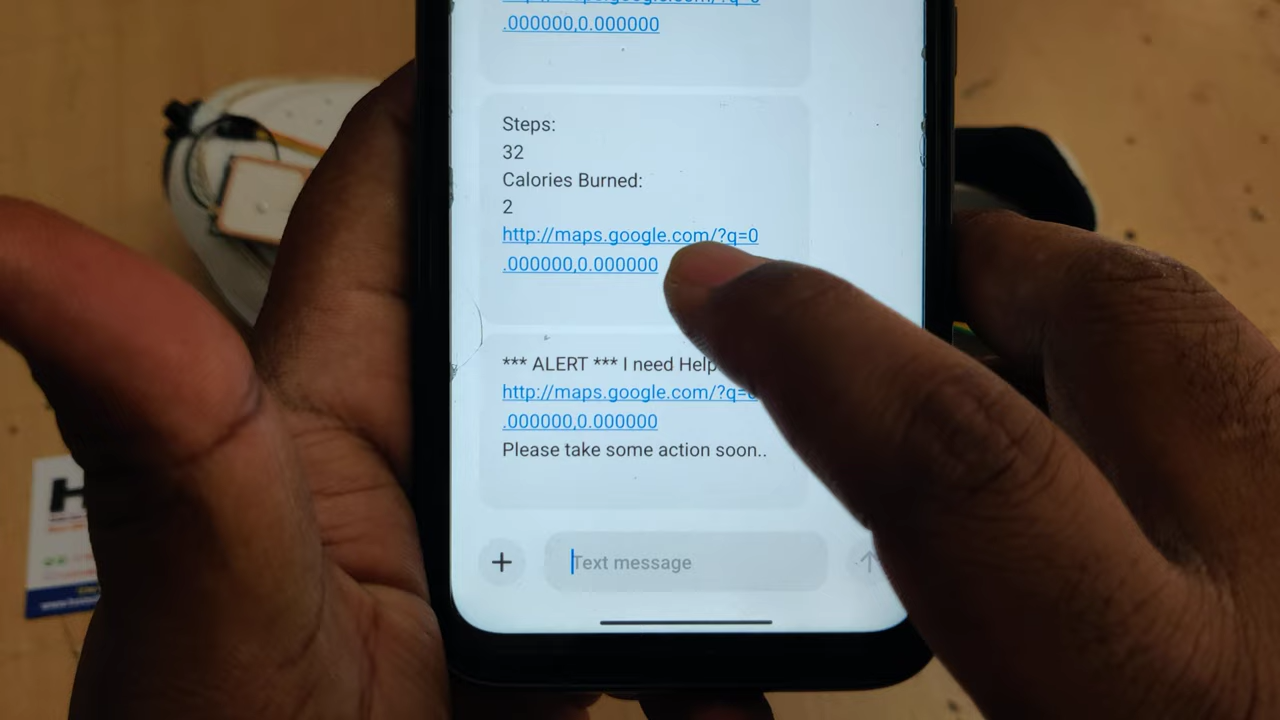 .000000,0.000000
Steps:
32
Calories Burned:
2
http://maps.google.com/?q=0
.000000,0.000000
*** ALERT *** I need Help
http://maps.google.com/?q=0
.000000,0.000000
Please take some action soon..
Text message
H